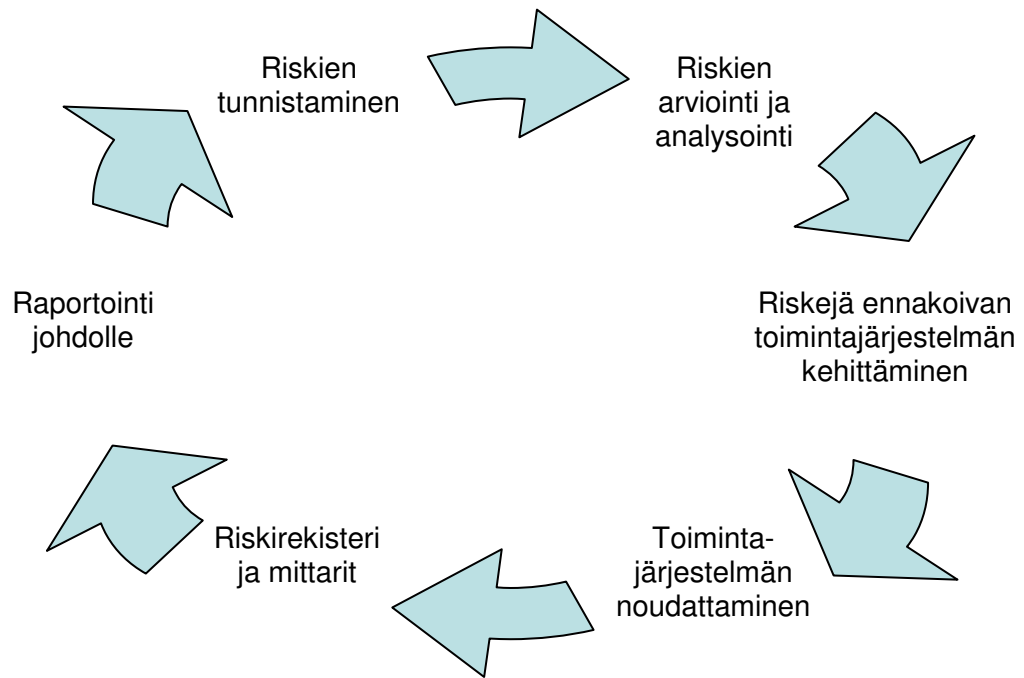 Riskien
tunnistaminen
Riskien
arviointi ja
analysointi
Riskejä ennakoivan
toimintajärjestelmän
kehittäminen
Toiminta-
järjestelmän
noudattaminen
Riskirekisteri
ja mittarit
Raportointi
johdolle